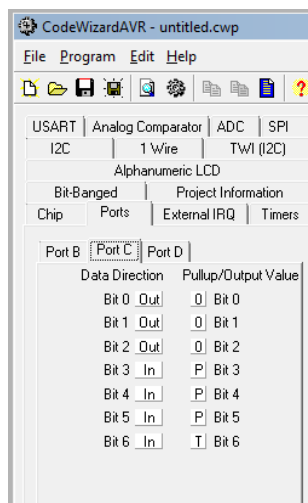 CodeWizardAVR - untitled.cwp
File Program Edit Help
USART Analog Comparator ADC SPI
I2C 1 Wire TWI (I2C)
Alphanumeric LCD
Bit-Banged Project Information
Chip Ports External IRQ Timers
Port B Port C Port D
Data Direction Pullup/Output Value
Bit 0 Out 0 Bit 0
Bit 1 Out 0 Bit 1
Bit 2 Out 0 Bit 2
Bit 3 In P Bit 3
Bit 4 In P Bit 4
Bit 5 In P Bit 5
Bit 6 In T Bit 6